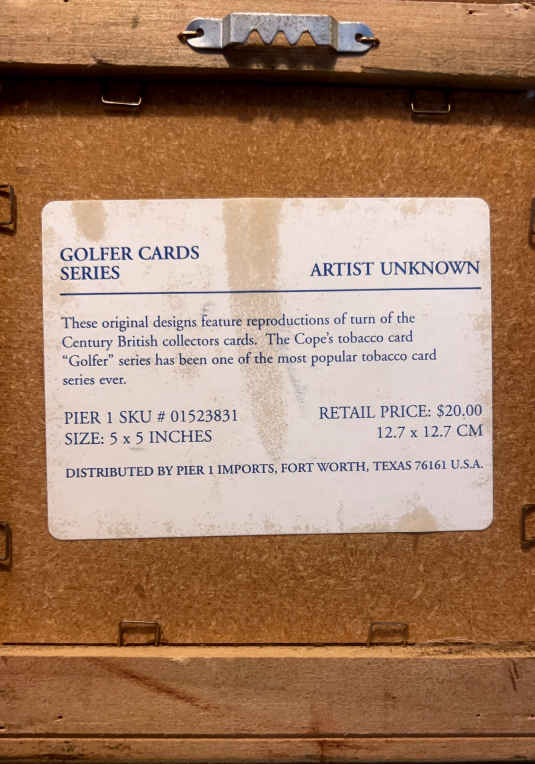 GOLFER CARDS
SERIES
ARTIST UNKNOWN
These original designs feature reproductions of turn of the
Century British collectors cards. The Cope's tobacco card
"Golfer" series has been one of the most popular tobacco card
series ever.
PIER 1 SKU # 01523831
RETAIL PRICE: $20.00
SIZE: 5 x 5 INCHES
12.7 x 12.7 CM
DISTRIBUTED BY PIER 1 IMPORTS, FORT WORTH, TEXAS 76161 U.S.A.